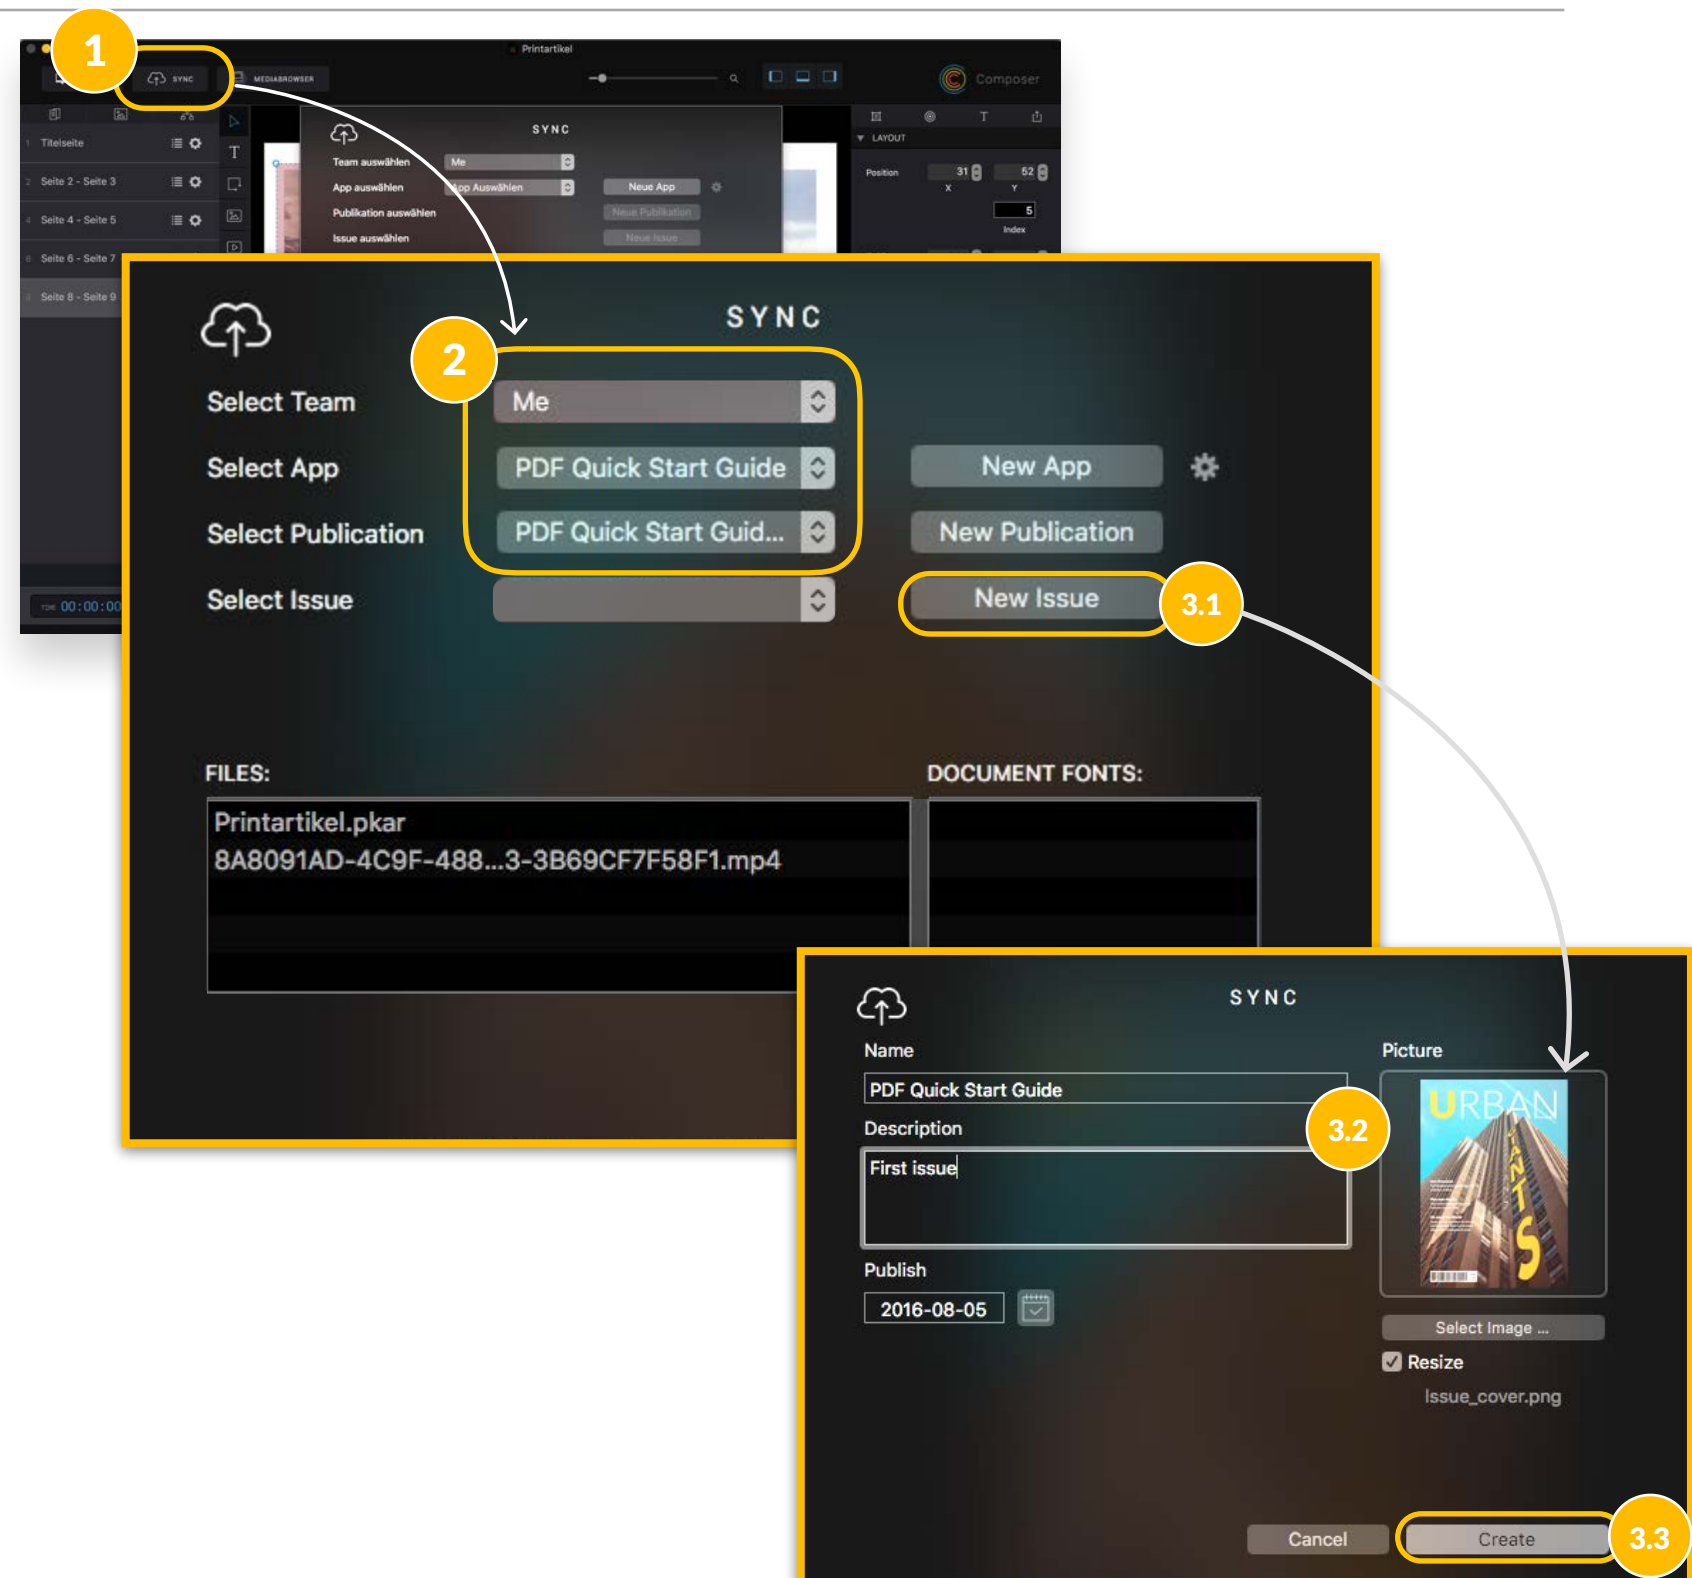 1
Printartikel
SYNC
MEDIABROWSER
Composer
SYNC
Titelseite
Team auswählen
Me
App auswählen
App Auswählen
Neue App
Publikation auswählen
Neue Publikation
Issue auswählen
Neue Issue
Seite 2 - Seite 3
Seite 4 - Seite 5
Seite 6 - Seite 7
Seite 8 - Seite 9
LAYOUT
Position
31
52
X
Y
5
Index
TIME 00:00:00
SYNC
2
Select Team
Me
Select App
PDF Quick Start Guide
New App
Select Publication
PDF Quick Start Guid...
New Publication
Select Issue
New Issue
3.1
FILES:
DOCUMENT FONTS:
Printartikel.pkar
8A8091AD-4C9F-488...3-3B69CF7F58F1.mp4
SYNC
Name
Picture
PDF Quick Start Guide
Description
3.2
First issue
URBAN
GIANTS
Publish
2016-08-05
Select Image ...
Resize
Issue_cover.png
Cancel
Create
3.3